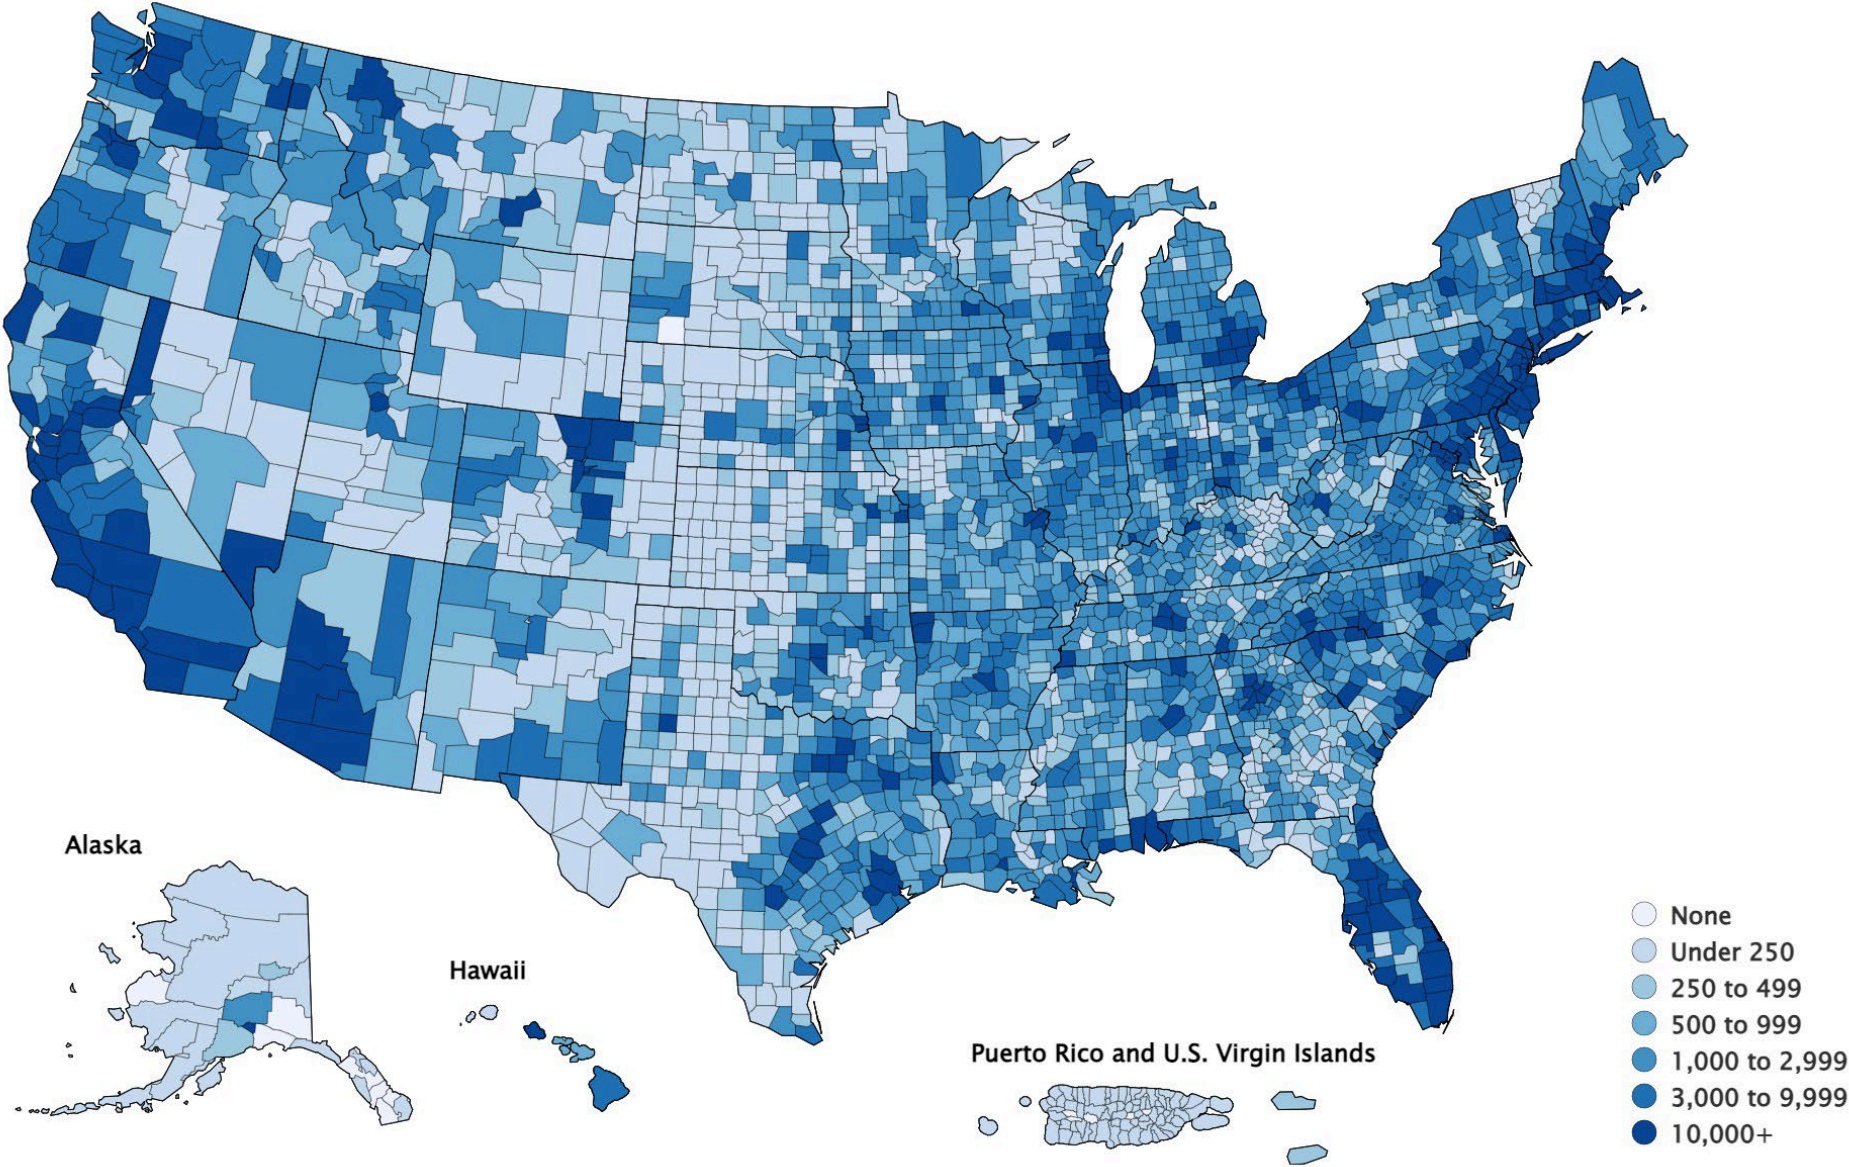 Alaska
Hawaii
Puerto Rico and U.S. Virgin Islands
None
Under 250
250 to 499
500 to 999
1,000 to 2,999
3,000 to 9,999
10,000+